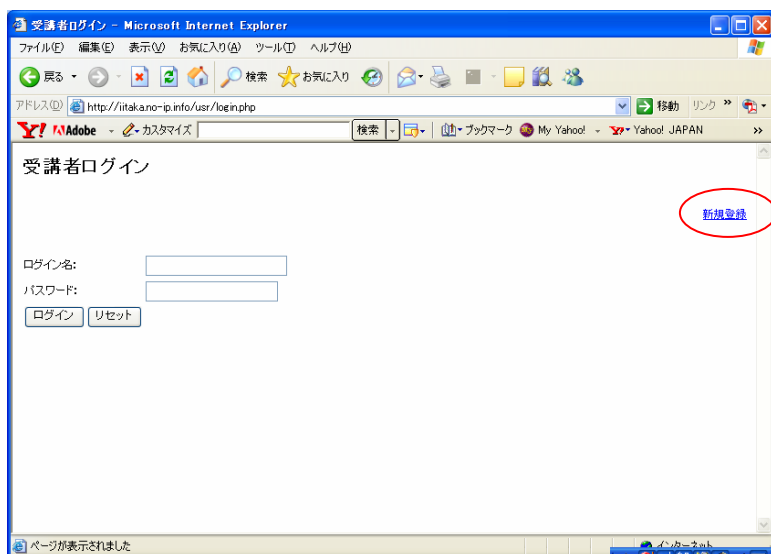 受講者ログイン - Microsoft Internet Explorer
ファイル(F) 編集(E) 表示(V) お気に入り(A) ツール(T) ヘルプ(H)
戻る 検索 お気に入り
アドレス(D) http://iitaka.no-ip.info/usr/login.php 移動 リンク »
Y! Adobe カスタマイズ 検索 ブックマーク My Yahoo! Yahoo! JAPAN »
受講者ログイン
新規登録
ログイン名:
パスワード:
ログイン リセット
ページが表示されました インターネット